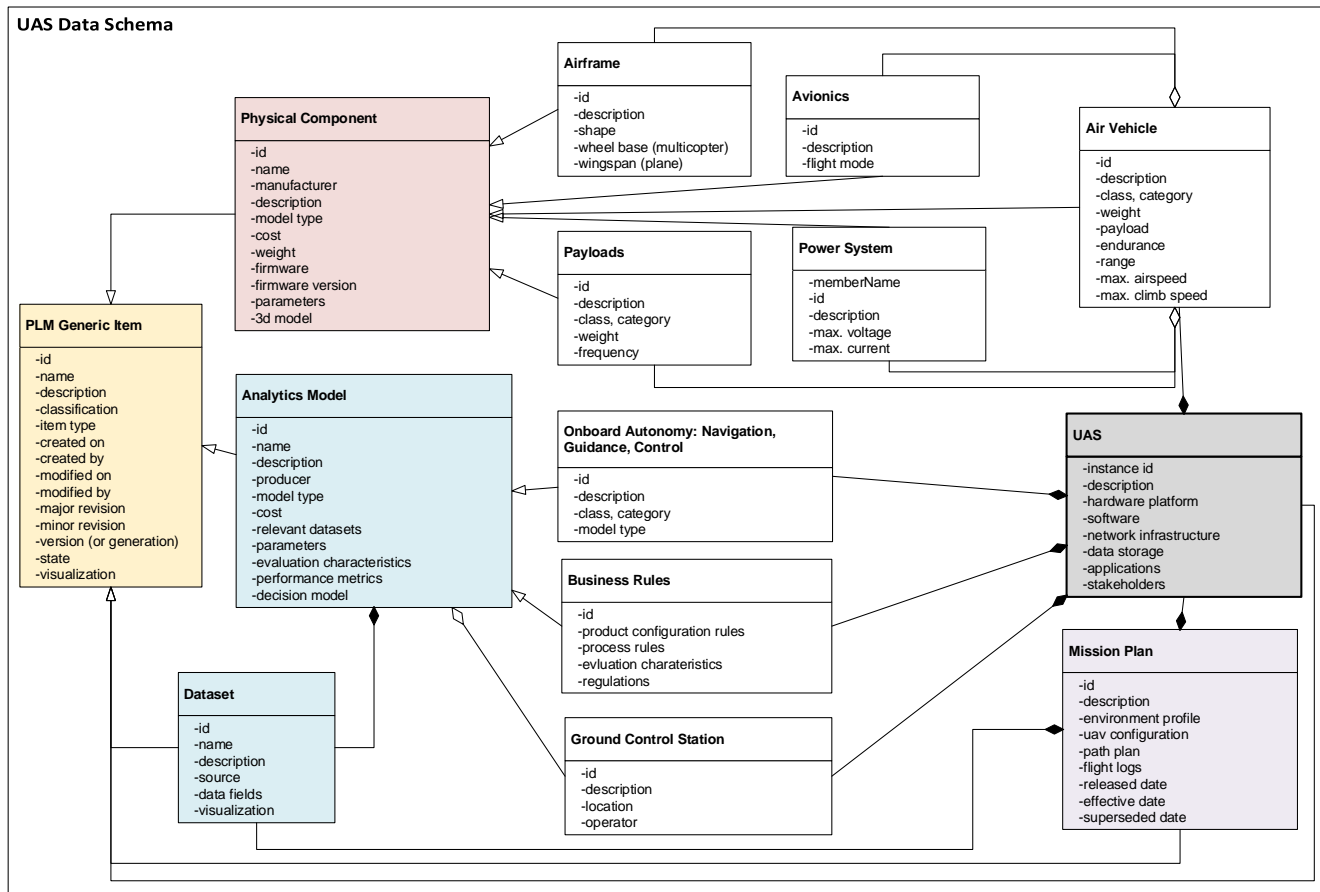 UAS Data Schema
Airframe
-id
-description
-shape
-wheel base (multicopter)
-wingspan (plane)
Avionics
-id
-description
-flight mode
Air Vehicle
-id
-description
-class, category
-weight
-payload
-endurance
-range
-max. airspeed
-max. climb speed
Physical Component
-id
-name
-manufacturer
-description
-model type
-cost
-weight
-firmware
-firmware version
-parameters
-3d model
Payloads
-id
-description
-class, category
-weight
-frequency
Power System
-memberName
-id
-description
-max. voltage
-max. current
PLM Generic Item
-id
-name
-description
-classification
-item type
-created on
-created by
-modified on
-modified by
-major revision
-minor revision
-version (or generation)
-state
-visualization
Analytics Model
-id
-name
-description
-producer
-model type
-cost
-relevant datasets
-parameters
-evaluation characteristics
-performance metrics
-decision model
Onboard Autonomy: Navigation,
Guidance, Control
-id
-description
-class, category
-model type
UAS
-instance id
-description
-hardware platform
-software
-network infrastructure
-data storage
-applications
-stakeholders
Business Rules
-id
-product configuration rules
-process rules
-evluation charateristics
-regulations
Mission Plan
-id
-description
-environment profile
-uav configuration
-path plan
-flight logs
-released date
-effective date
-superseded date
Dataset
-id
-name
-description
-source
-data fields
-visualization
Ground Control Station
-id
-description
-location
-operator